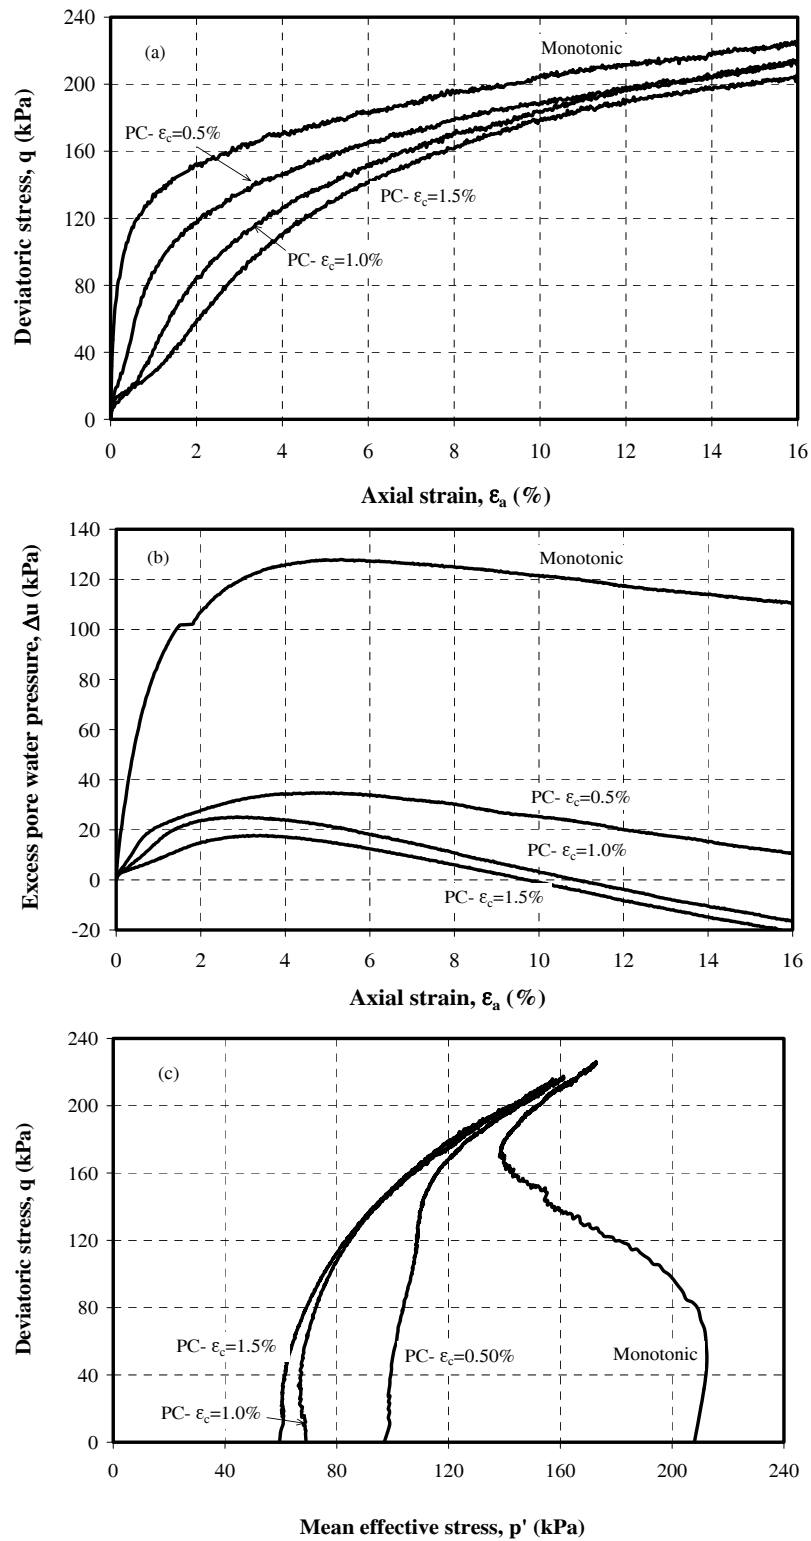 240
200
160
120
80
40
0
Deviatoric stress, q (kPa)
(a)
Monotonic
PC- εc=0.5%
PC- εc=1.5%
PC- εc=1.0%
0 2 4 6 8 10 12 14 16
Axial strain, εa (%)
140
120
100
80
60
40
20
0
-20
Excess pore water pressure, Δu (kPa)
(b)
Monotonic
PC- εc=0.5%
PC- εc=1.0%
PC- εc=1.5%
0 2 4 6 8 10 12 14 16
Axial strain, εa (%)
240
200
160
120
80
40
0
Deviatoric stress, q (kPa)
(c)
PC- εc=1.5%
PC- εc=0.50%
Monotonic
PC- εc=1.0%
0 40 80 120 160 200 240
Mean effective stress, p' (kPa)